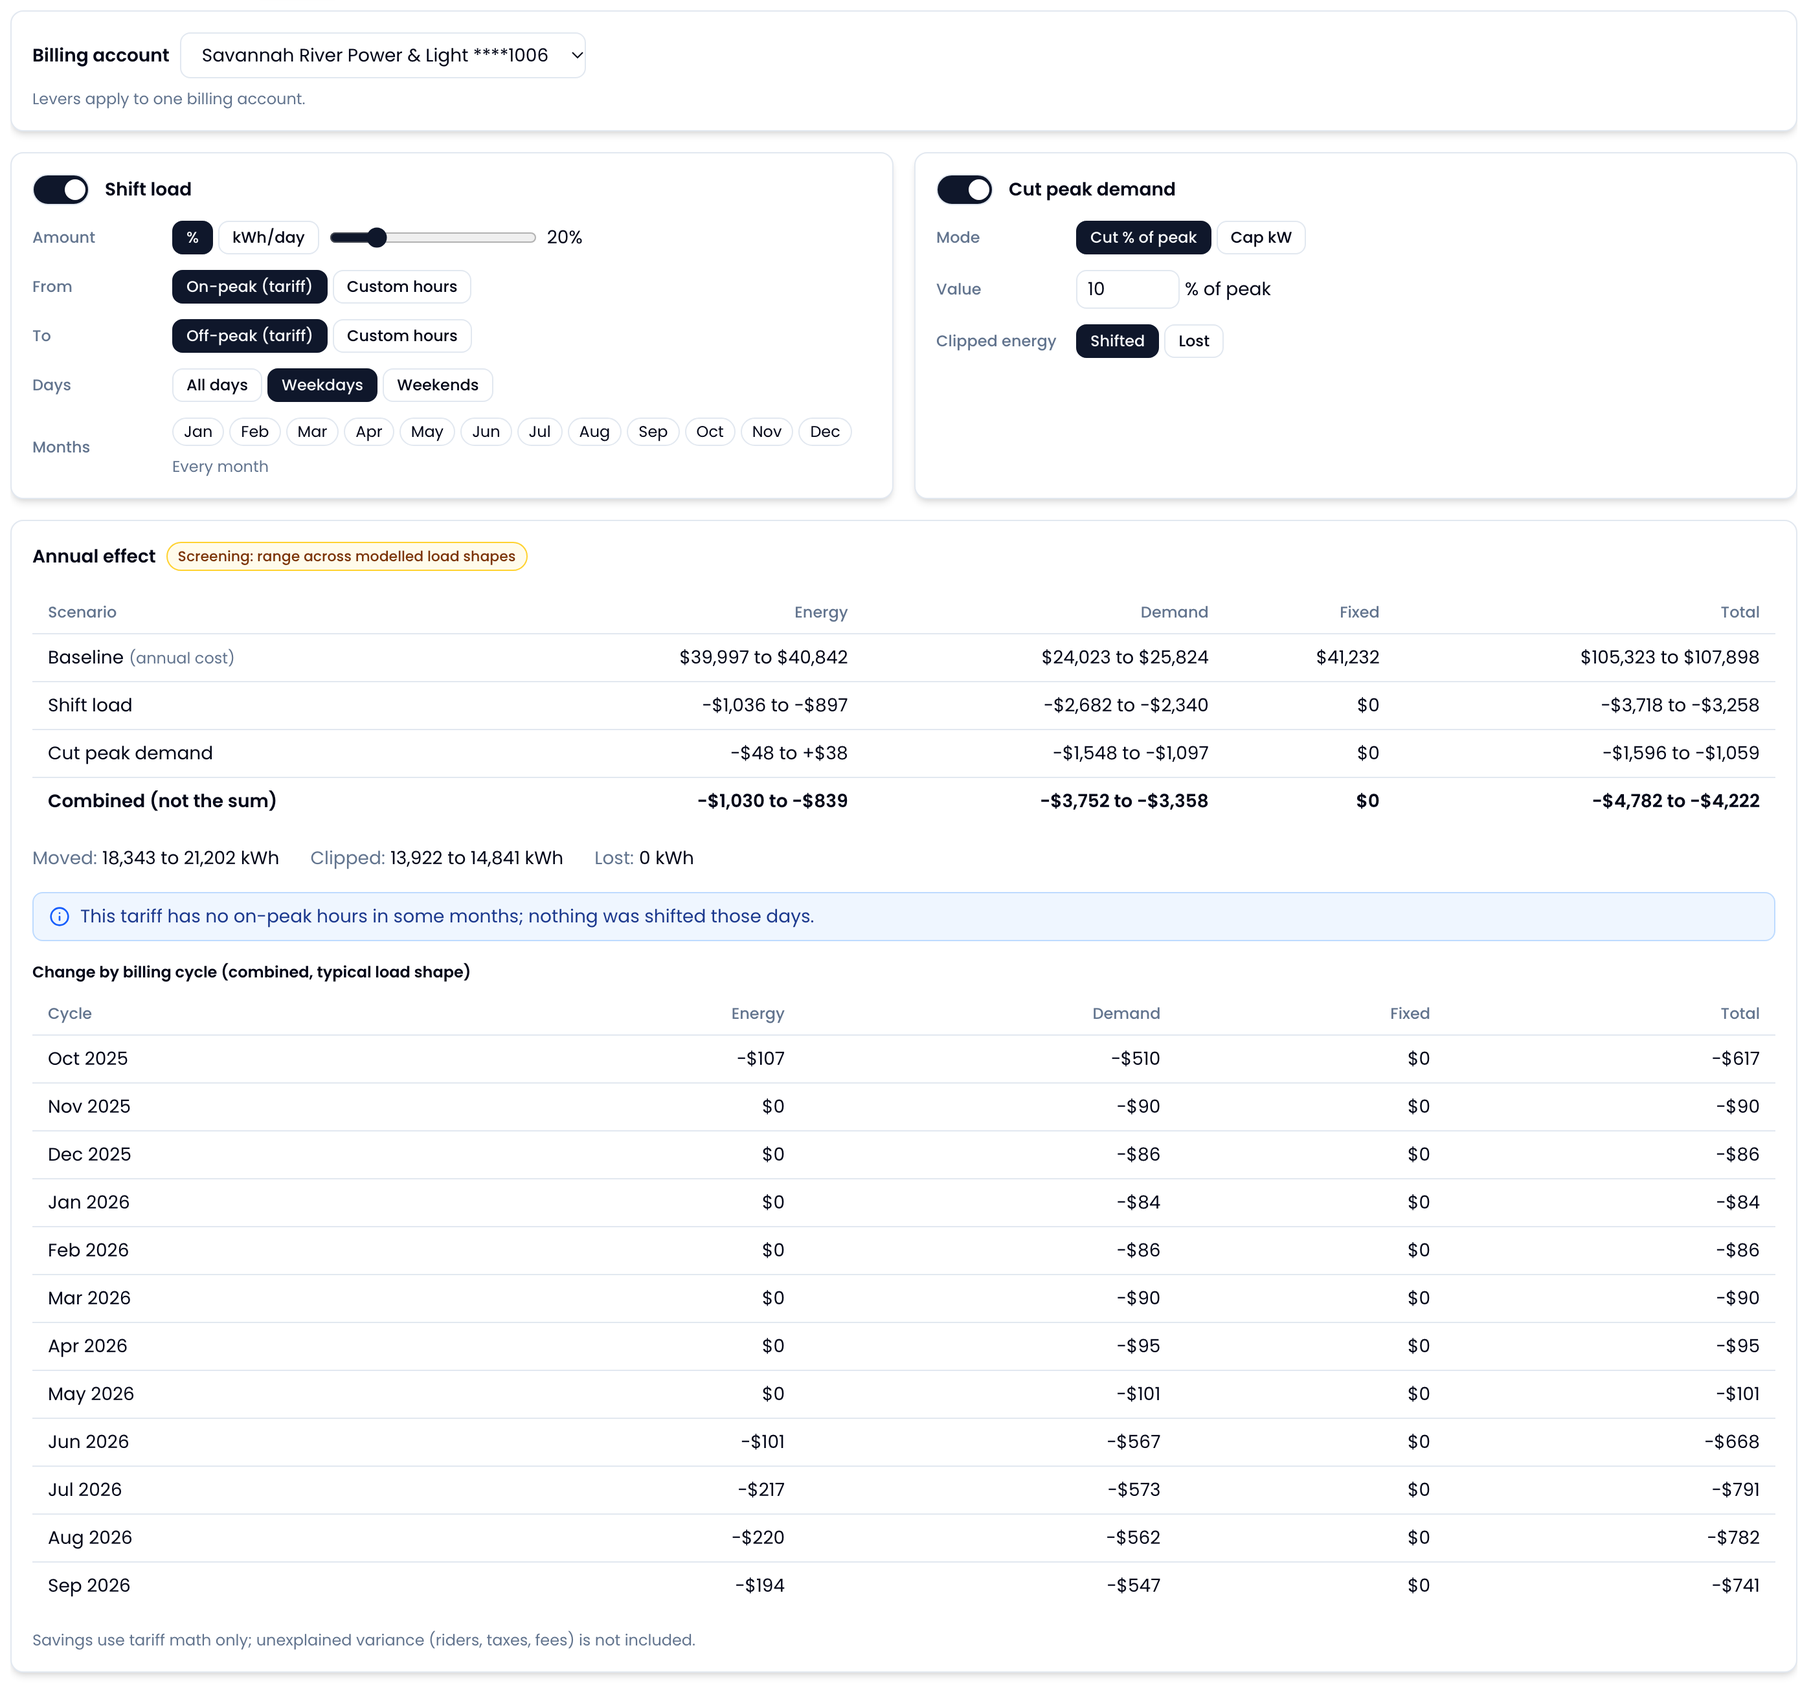 Billing account Savannah River Power & Light ****1006
Levers apply to one billing account.
Shift load
Amount % kWh/day 20%
From On-peak (tariff) Custom hours
To Off-peak (tariff) Custom hours
Days All days Weekdays Weekends
Months Jan Feb Mar Apr May Jun Jul Aug Sep Oct Nov Dec
Every month
Cut peak demand
Mode Cut % of peak Cap kW
Value 10 % of peak
Clipped energy Shifted Lost
Annual effect Screening: range across modelled load shapes
Scenario Energy Demand Fixed Total
Baseline (annual cost) $39,997 to $40,842 $24,023 to $25,824 $41,232 $105,323 to $107,898
Shift load -$1,036 to -$897 -$2,682 to -$2,340 $0 -$3,718 to -$3,258
Cut peak demand -$48 to +$38 -$1,548 to -$1,097 $0 -$1,596 to -$1,059
Combined (not the sum) -$1,030 to -$839 -$3,752 to -$3,358 $0 -$4,782 to -$4,222
Moved: 18,343 to 21,202 kWh Clipped: 13,922 to 14,841 kWh Lost: 0 kWh
This tariff has no on-peak hours in some months; nothing was shifted those days.
Change by billing cycle (combined, typical load shape)
Cycle Energy Demand Fixed Total
Oct 2025 -$107 -$510 $0 -$617
Nov 2025 $0 -$90 $0 -$90
Dec 2025 $0 -$86 $0 -$86
Jan 2026 $0 -$84 $0 -$84
Feb 2026 $0 -$86 $0 -$86
Mar 2026 $0 -$90 $0 -$90
Apr 2026 $0 -$95 $0 -$95
May 2026 $0 -$101 $0 -$101
Jun 2026 -$101 -$567 $0 -$668
Jul 2026 -$217 -$573 $0 -$791
Aug 2026 -$220 -$562 $0 -$782
Sep 2026 -$194 -$547 $0 -$741
Savings use tariff math only; unexplained variance (riders, taxes, fees) is not included.